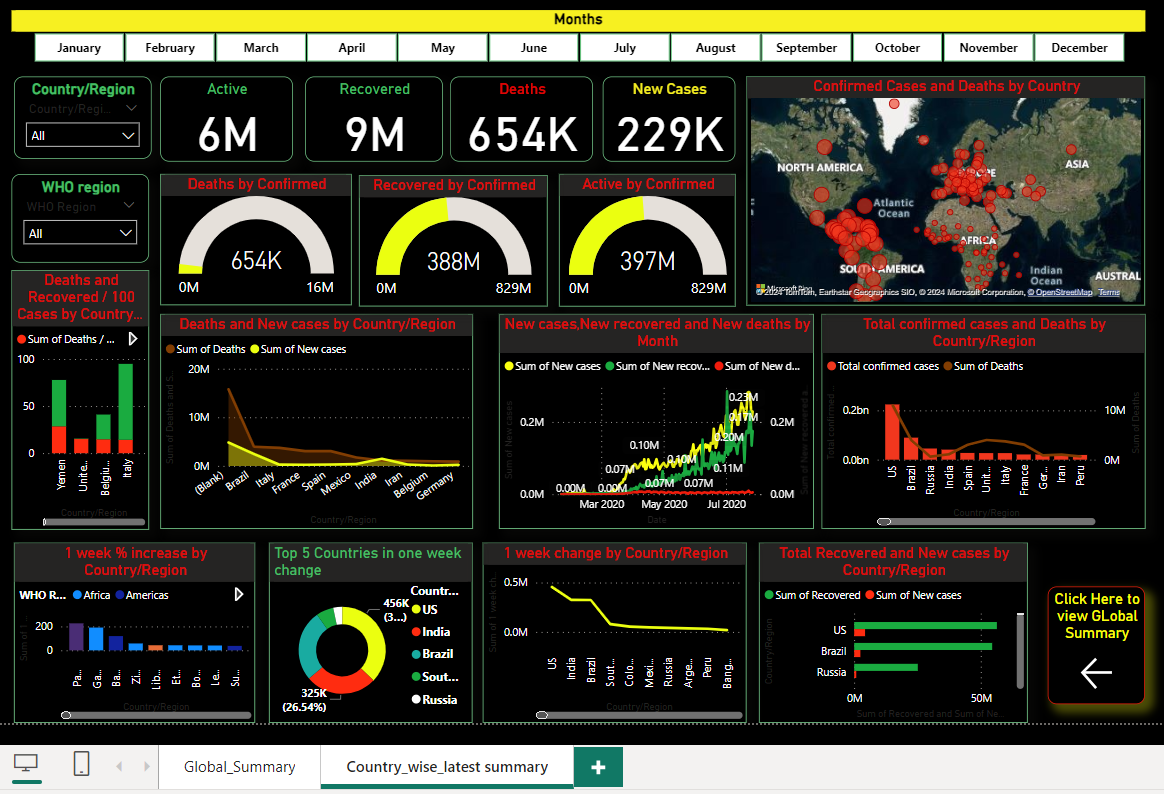 Months
January February March April May June July August September October November December
Country/Region
Country/Regi...
All
Active
6M
Recovered
9M
Deaths
654K
New Cases
229K
Confirmed Cases and Deaths by Country
NORTH AMERICA
ASIA
Atlantic
Ocean
AFRICA
SOUTH AMERICA
Indian
Ocean
AUSTRAL
Microsoft Bing
© 2024 TomTom, Earthstar Geographics SIO, © 2024 Microsoft Corporation, © OpenStreetMap Terms
WHO region
WHO Region
All
Deaths by Confirmed
654K
0M 16M
Recovered by Confirmed
388M
0M 829M
Active by Confirmed
397M
0M 829M
Deaths and
Recovered / 100
Cases by Country...
Sum of Deaths / ...
100
50
0
Yemen Unite... Belgiu... Italy
Country/Region
Deaths and New cases by Country/Region
Sum of Deaths Sum of New cases
Sum of Deaths and S...
20M
10M
0M
(Blank) Brazil Italy France Spain Mexico India Iran Belgium Germany
Country/Region
New cases,New recovered and New deaths by
Month
Sum of New cases Sum of New recov... Sum of New d...
Sum of New cases
Sum of New recovered a...
0.2M 0.2M
0.0M 0.0M
0.23M
0.17M
0.20M
0.10M
0.10M
0.07M
0.11M
0.00M 0.00M 0.07M 0.07M
Mar 2020 May 2020 Jul 2020
Date
Total confirmed cases and Deaths by
Country/Region
Total confirmed cases Sum of Deaths
Total confirmed...
Sum of Deaths
0.2bn 10M
0.0bn 0M
US Brazil Russia India Spain Unit... Italy France Ger... Iran Peru
Country/Region
1 week % increase by
Country/Region
WHO R... Africa Americas
Sum of 1...
200
0
Pa... Ga... Ba... Zi... Lib... Et... Bo... Le... Su...
Country/Region
Top 5 Countries in one week
change
456K
(3...)
325K
(26.54%)
Countr...
US
India
Brazil
Sout...
Russia
1 week change by Country/Region
Sum of 1 week ch...
0.5M
0.0M
US India Brazil Sout... Colo... Mexi... Russia Arge... Peru Bang...
Country/Region
Total Recovered and New cases by
Country/Region
Sum of Recovered Sum of New cases
Country/Region
US
Brazil
Russia
0M 50M
Sum of Recovered and Sum of Ne...
Click Here to
view GLobal
Summary
Global_Summary Country_wise_latest summary